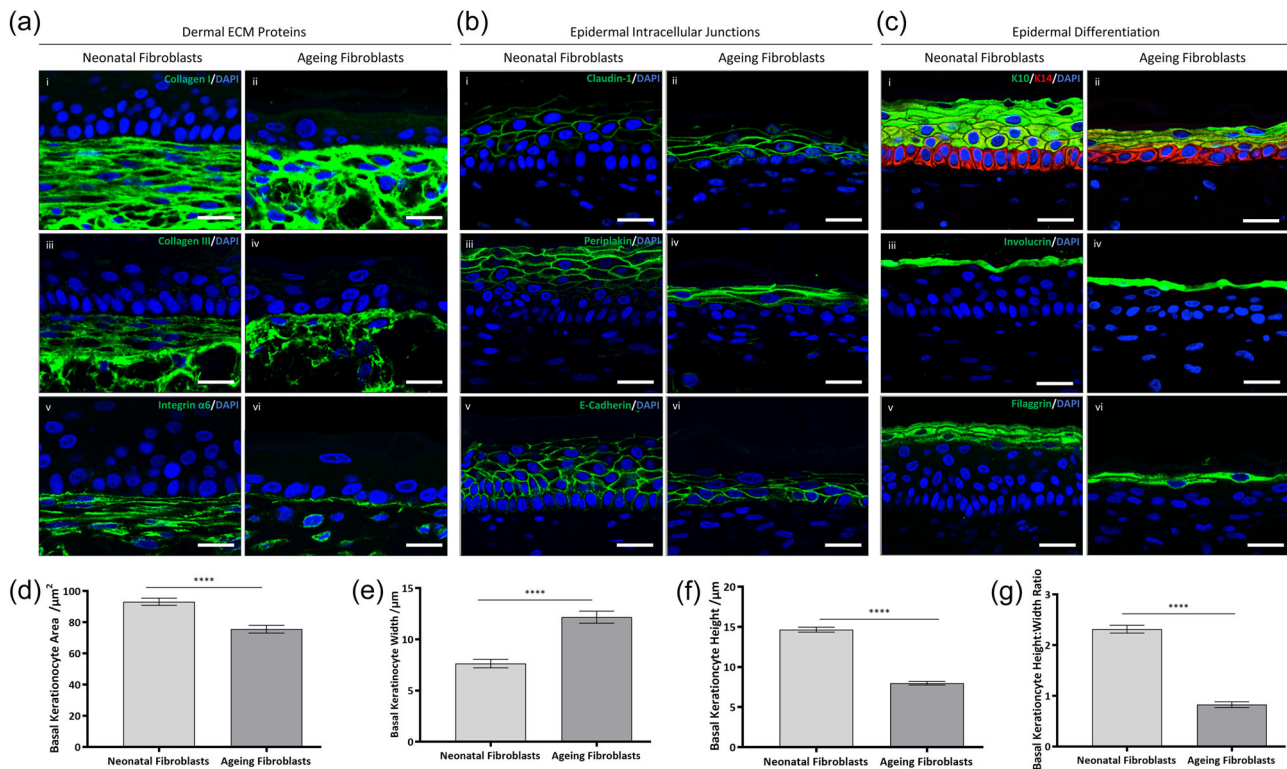 (a)
Dermal ECM Proteins
Neonatal Fibroblasts
Ageing Fibroblasts
i
Collagen I/DAPI
ii
iii
Collagen III/DAPI
iv
v
Integrin α6/DAPI
vi
(b)
Epidermal Intracellular Junctions
Neonatal Fibroblasts
Ageing Fibroblasts
i
Claudin-1/DAPI
ii
iii
Periplakin/DAPI
iv
v
E-Cadherin/DAPI
vi
(c)
Epidermal Differentiation
Neonatal Fibroblasts
Ageing Fibroblasts
i
K10/K14/DAPI
ii
iii
Involucrin/DAPI
iv
v
Filaggrin/DAPI
vi
(d)
Basal Kerationcyte Area /µm²
100
80
60
40
20
0
****
Neonatal Fibroblasts
Ageing Fibroblasts
(e)
Basal Keratinocyte Width /µm
15
10
5
0
****
Neonatal Fibroblasts
Ageing Fibroblasts
(f)
Basal Kerationcyte Height /µm
20
15
10
5
0
****
Neonatal Fibroblasts
Ageing Fibroblasts
(g)
Basal Kerationcyte Height:Width Ratio
3
2
1
0
****
Neonatal Fibroblasts
Ageing Fibroblasts